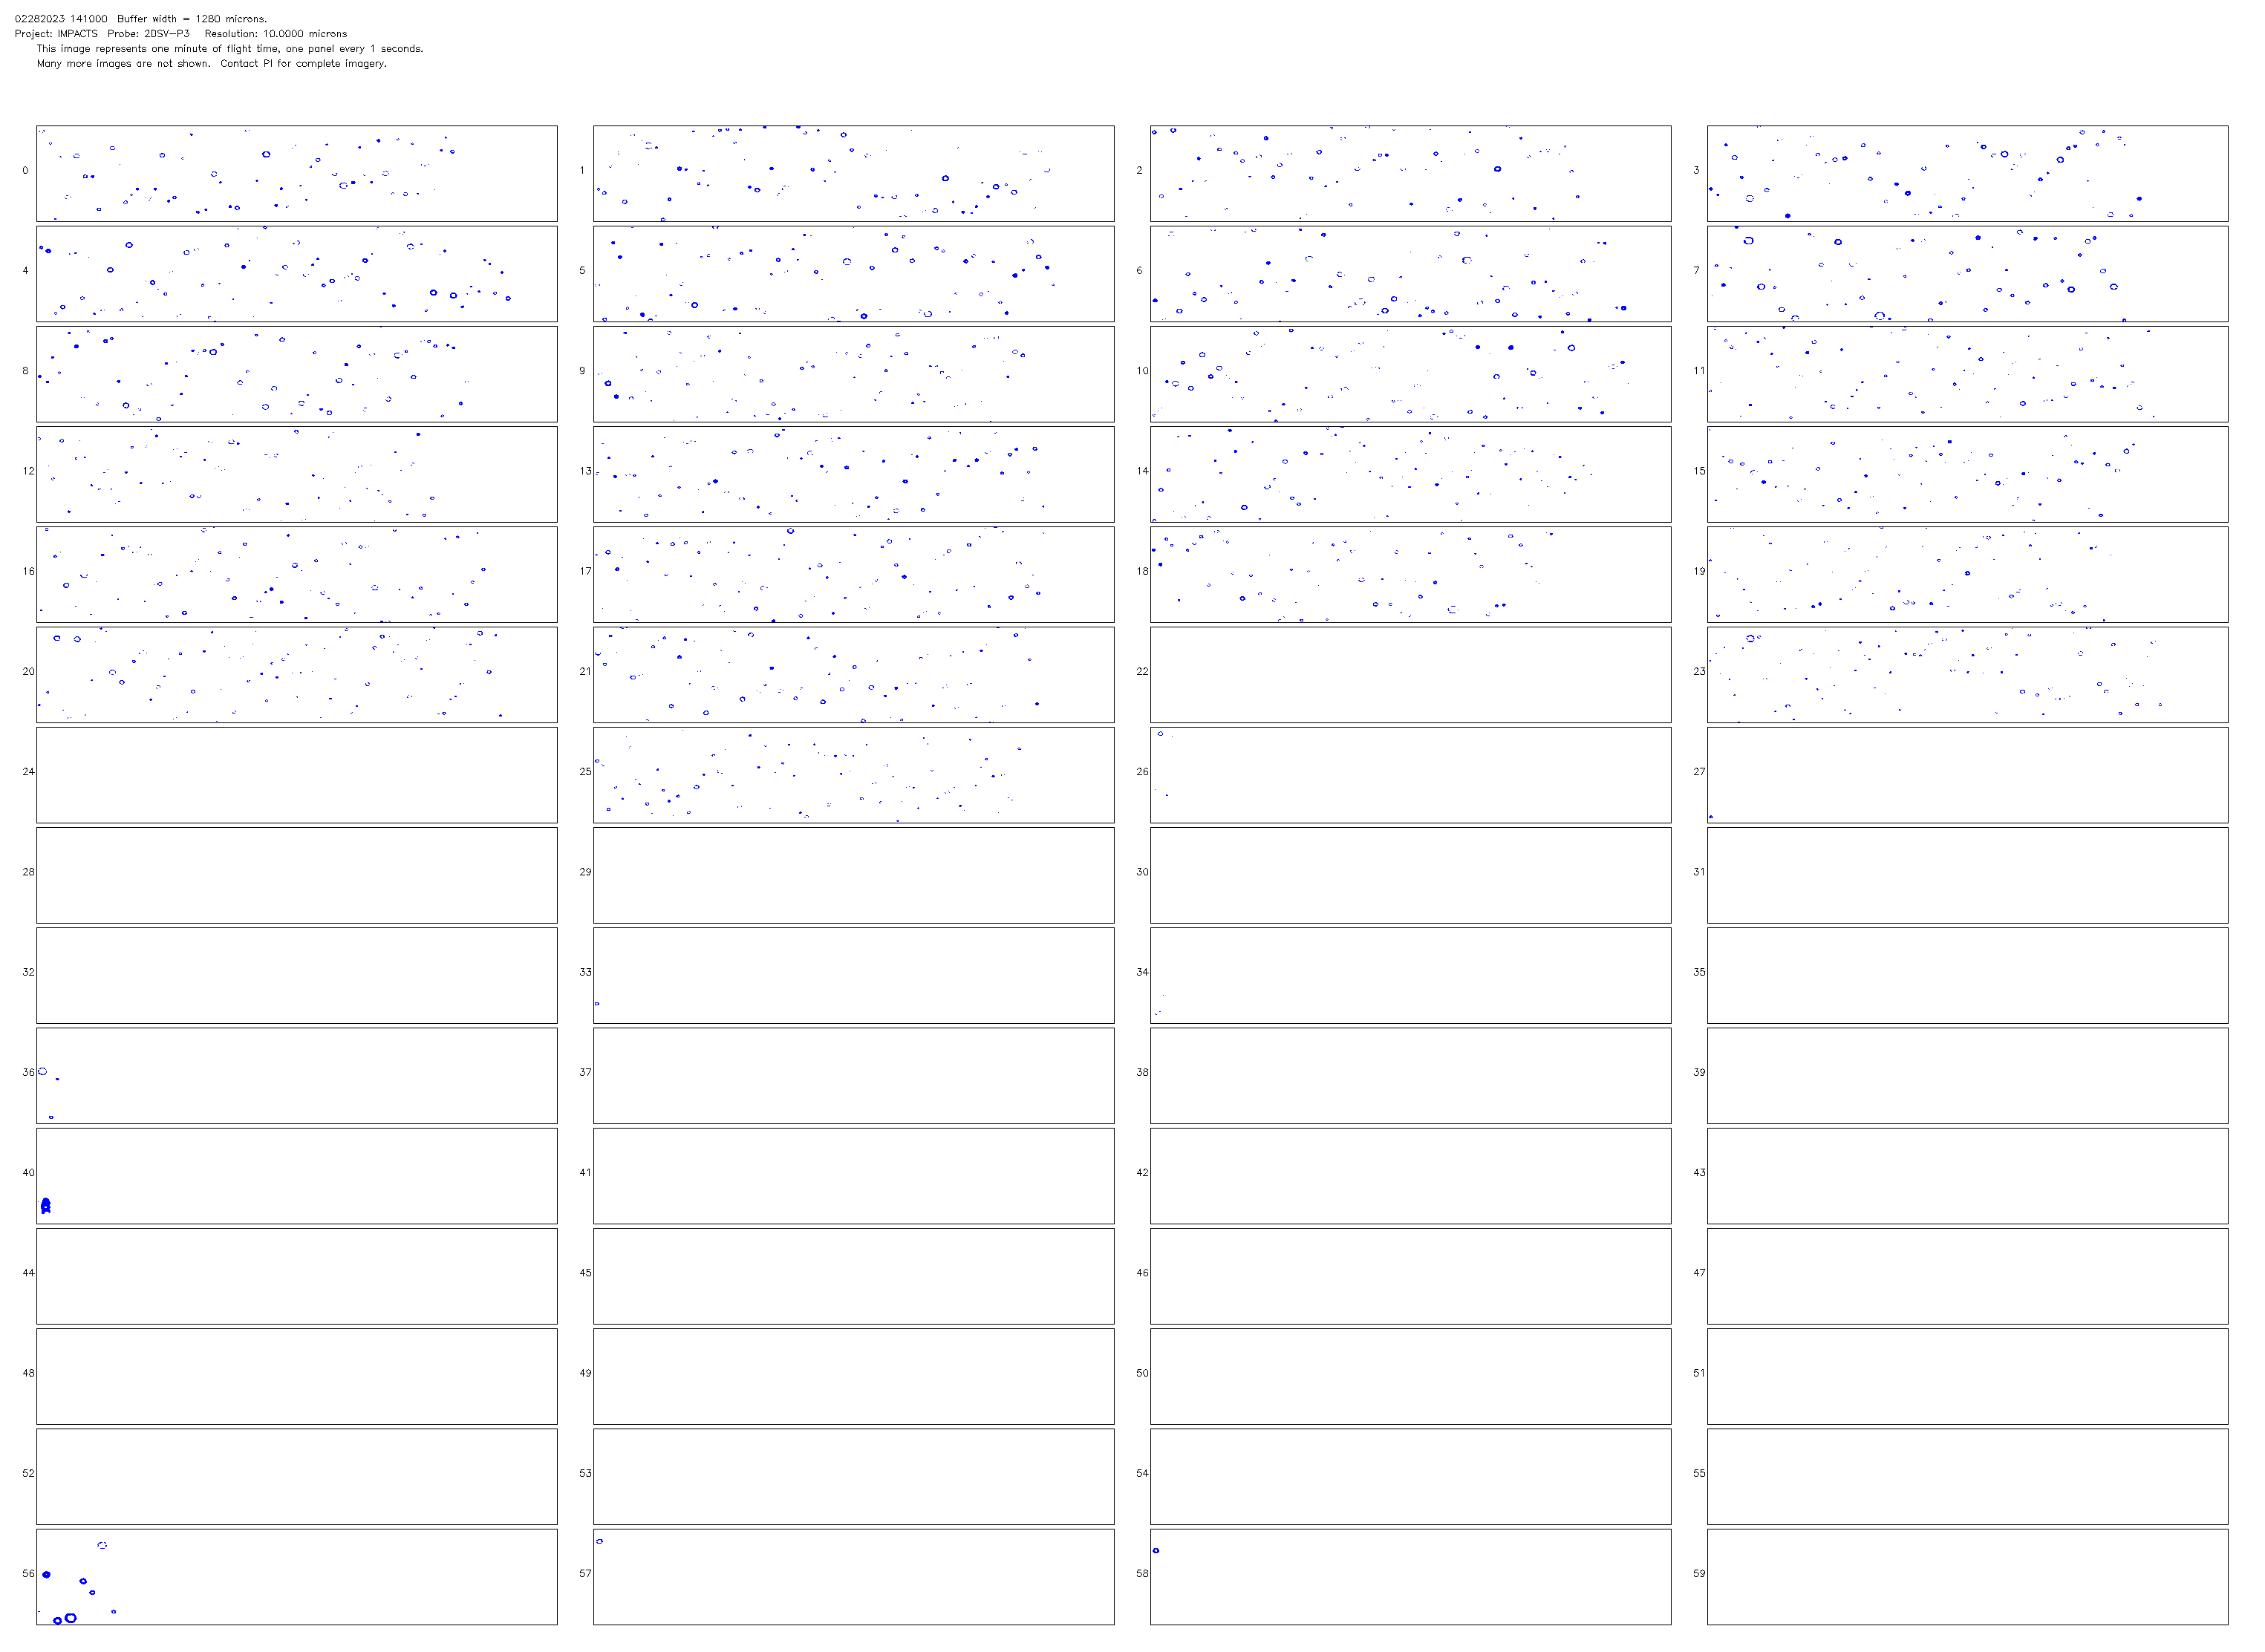 02282023 141000 Buffer width = 1280 microns.
Project: IMPACTS Probe: 2DSV-P3 Resolution: 10.0000 microns
This image represents one minute of flight time, one panel every 1 seconds.
Many more images are not shown. Contact PI for complete imagery.
0 1 2 3
4 5 6 7
8 9 10 11
12 13 14 15
16 17 18 19
20 21 22 23
24 25 26 27
28 29 30 31
32 33 34 35
36 37 38 39
40 41 42 43
44 45 46 47
48 49 50 51
52 53 54 55
56 57 58 59